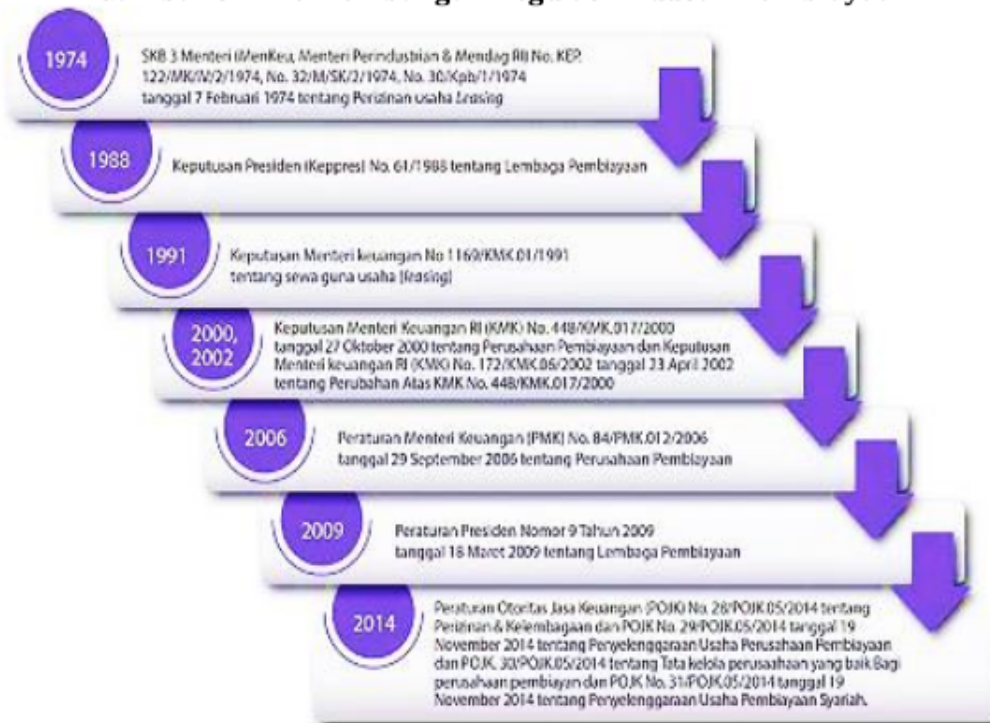 1974
SKB 3 Menteri (MenKeu, Menteri Perindustrian & Mendag RI) No. KEP.
122/MK/IV/2/1974, No. 32/M/SK/2/1974, No. 30/Kpb/1/1974
tanggal 7 Februari 1974 tentang Perizinan usaha Leasing
1988
Keputusan Presiden (Keppres) No. 61/1988 tentang Lembaga Pembiayaan
1991
Keputusan Menteri keuangan No 1169/KMK.01/1991
tentang sewa guna usaha (leasing)
2000,
2002
Keputusan Menteri Keuangan RI (KMK) No. 448/KMK.017/2000
tanggal 27 Oktober 2000 tentang Perusahaan Pembiayaan dan Keputusan
Menteri keuangan RI (KMK) No. 172/KMK.06/2002 tanggal 23 April 2002
tentang Perubahan Atas KMK No. 448/KMK.017/2000
2006
Peraturan Menteri Keuangan (PMK) No. 84/PMK.012/2006
tanggal 29 September 2006 tentang Perusahaan Pembiayaan
2009
Peraturan Presiden Nomor 9 Tahun 2009
tanggal 18 Maret 2009 tentang Lembaga Pembiayaan
2014
Peraturan Otoritas Jasa Keuangan (POJK) No. 28/POJK.05/2014 tentang
Perizinan & Kelembagaan dan POJK No. 29/POJK.05/2014 tanggal 19
November 2014 tentang Penyelenggaraan Usaha Perusahaan Pembiayaan
dan POJK. 30/POJK.05/2014 tentang Tata kelola perusaahaan yang baik Bagi
perusahaan pembiyaan dan POJK No. 31/POJK.05/2014 tanggal 19
November 2014 tentang Penyelenggaraan Usaha Pembiayaan Syariah.